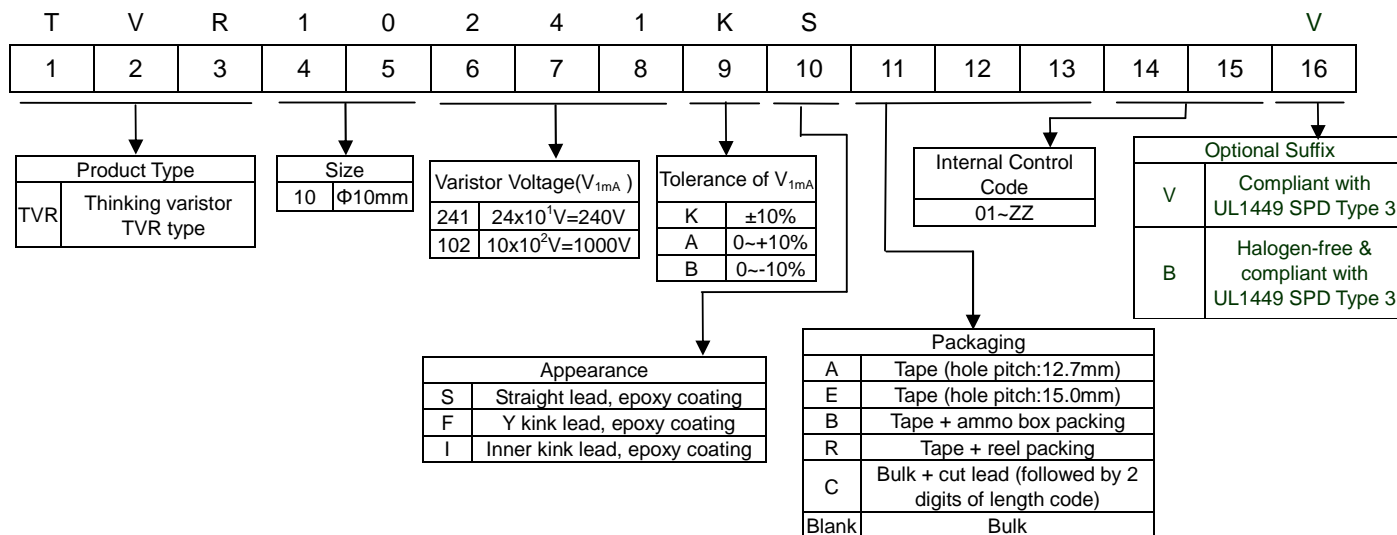 T V R 1 0 2 4 1 K S V
1 2 3 4 5 6 7 8 9 10 11 12 13 14 15 16
Product Type
TVR Thinking varistor
TVR type
Size
10 Φ10mm
Varistor Voltage(V1mA )
241 24x10¹V=240V
102 10x10²V=1000V
Tolerance of V1mA
K ±10%
A 0~+10%
B 0~-10%
Internal Control
Code
01~ZZ
Optional Suffix
V Compliant with
UL1449 SPD Type 3
B Halogen-free &
compliant with
UL1449 SPD Type 3
Appearance
S Straight lead, epoxy coating
F Y kink lead, epoxy coating
I Inner kink lead, epoxy coating
Packaging
A Tape (hole pitch:12.7mm)
E Tape (hole pitch:15.0mm)
B Tape + ammo box packing
R Tape + reel packing
C Bulk + cut lead (followed by 2
digits of length code)
Blank Bulk